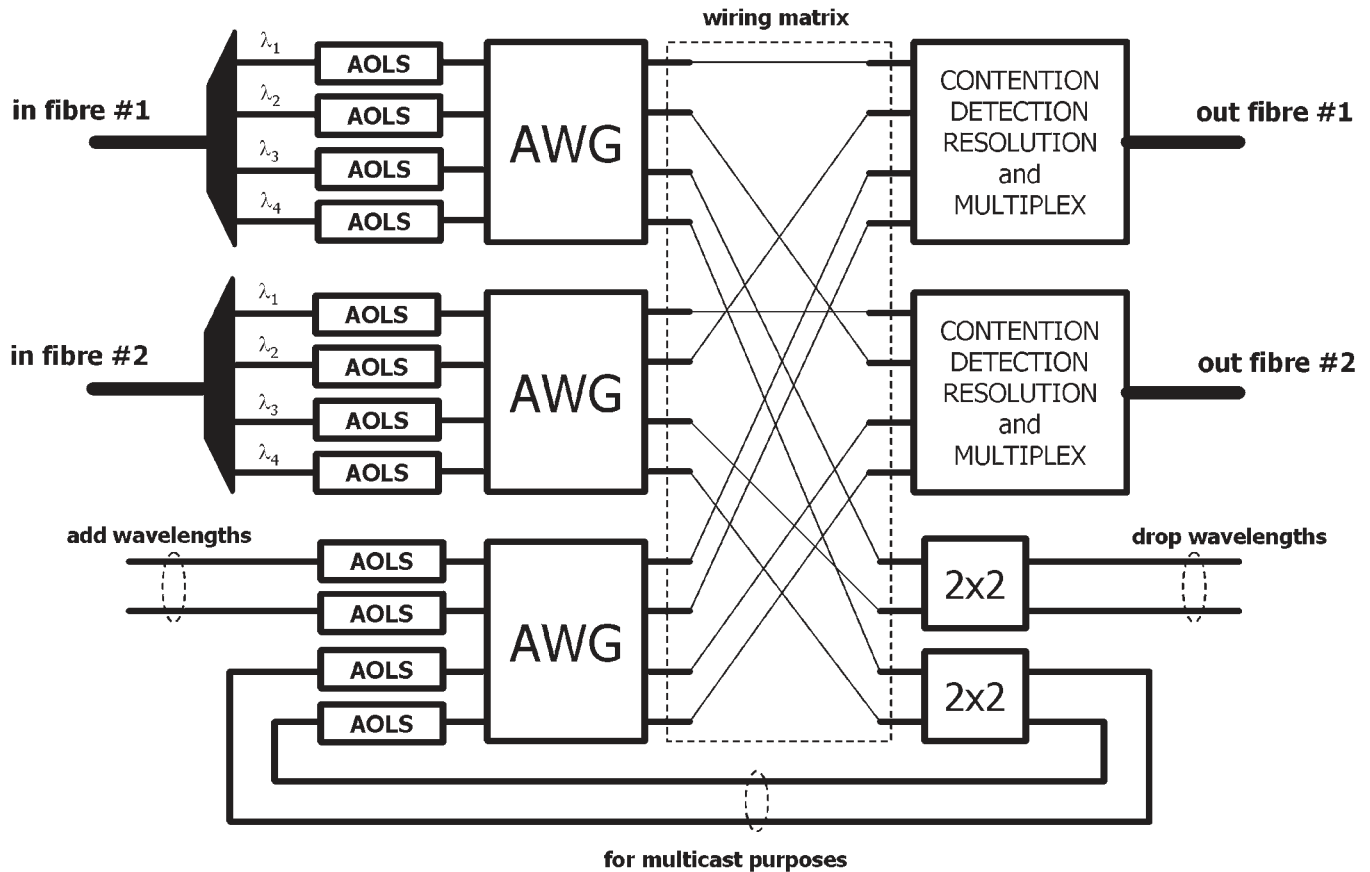 wiring matrix
in fibre #1
λ1
λ2
λ3
λ4
AOLS
AOLS
AOLS
AOLS
AWG
CONTENTION
DETECTION
RESOLUTION
and
MULTIPLEX
out fibre #1
in fibre #2
λ1
λ2
λ3
λ4
AOLS
AOLS
AOLS
AOLS
AWG
CONTENTION
DETECTION
RESOLUTION
and
MULTIPLEX
out fibre #2
add wavelengths
AOLS
AOLS
AOLS
AOLS
AWG
2x2
2x2
drop wavelengths
for multicast purposes